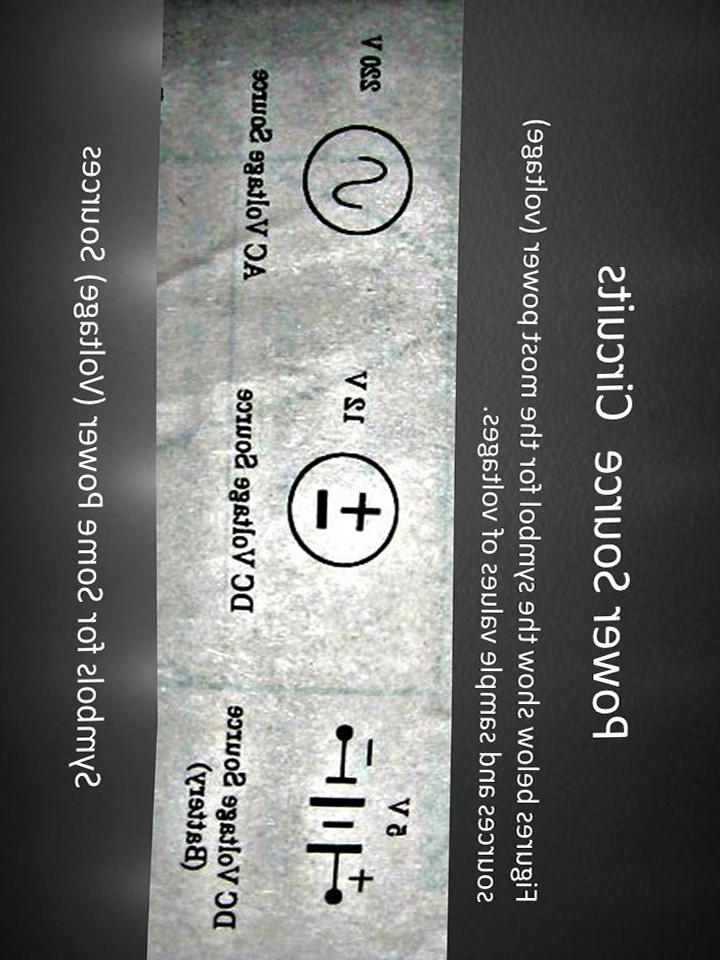 Power Source Circuits
Figures below show the symbol for the most power (voltage)
sources and sample values of voltages.
5 V
12 V
220 V
+ −
+ −
DC Voltage Source
(Battery)
DC Voltage Source
AC Voltage Source
Symbols for Some Power (Voltage) Sources